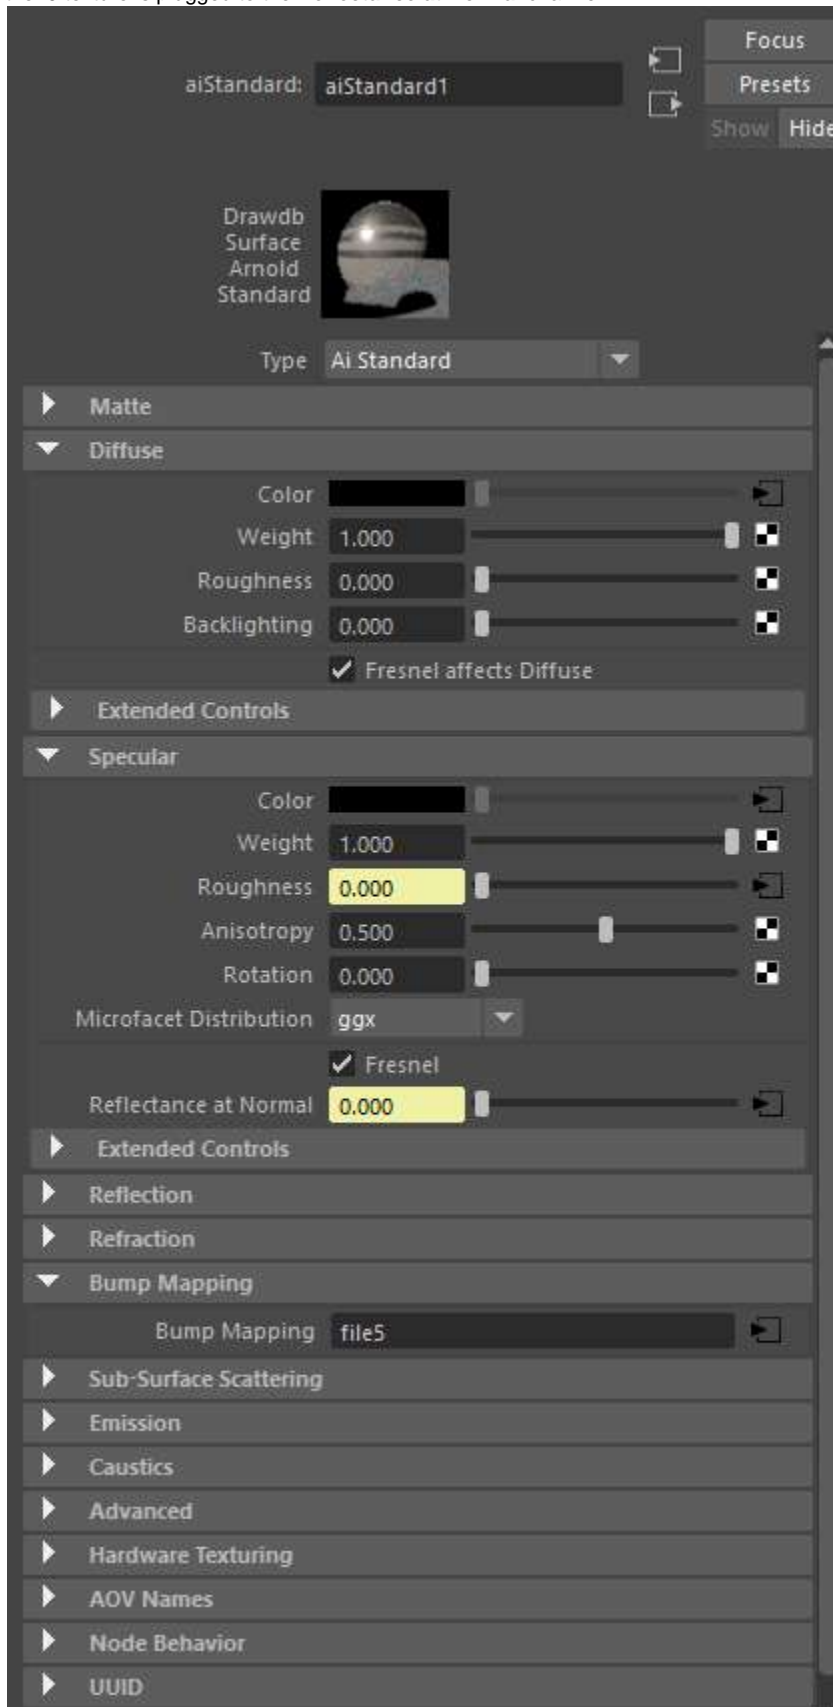 aiStandard: aiStandard1
Focus
Presets
Show Hide
Drawdb
Surface
Arnold
Standard
Type Ai Standard
Matte
Diffuse
Color
Weight 1.000
Roughness 0.000
Backlighting 0.000
Fresnel affects Diffuse
Extended Controls
Specular
Color
Weight 1.000
Roughness 0.000
Anisotropy 0.500
Rotation 0.000
Microfacet Distribution ggx
Fresnel
Reflectance at Normal 0.000
Extended Controls
Reflection
Refraction
Bump Mapping
Bump Mapping file5
Sub-Surface Scattering
Emission
Caustics
Advanced
Hardware Texturing
AOV Names
Node Behavior
UUID